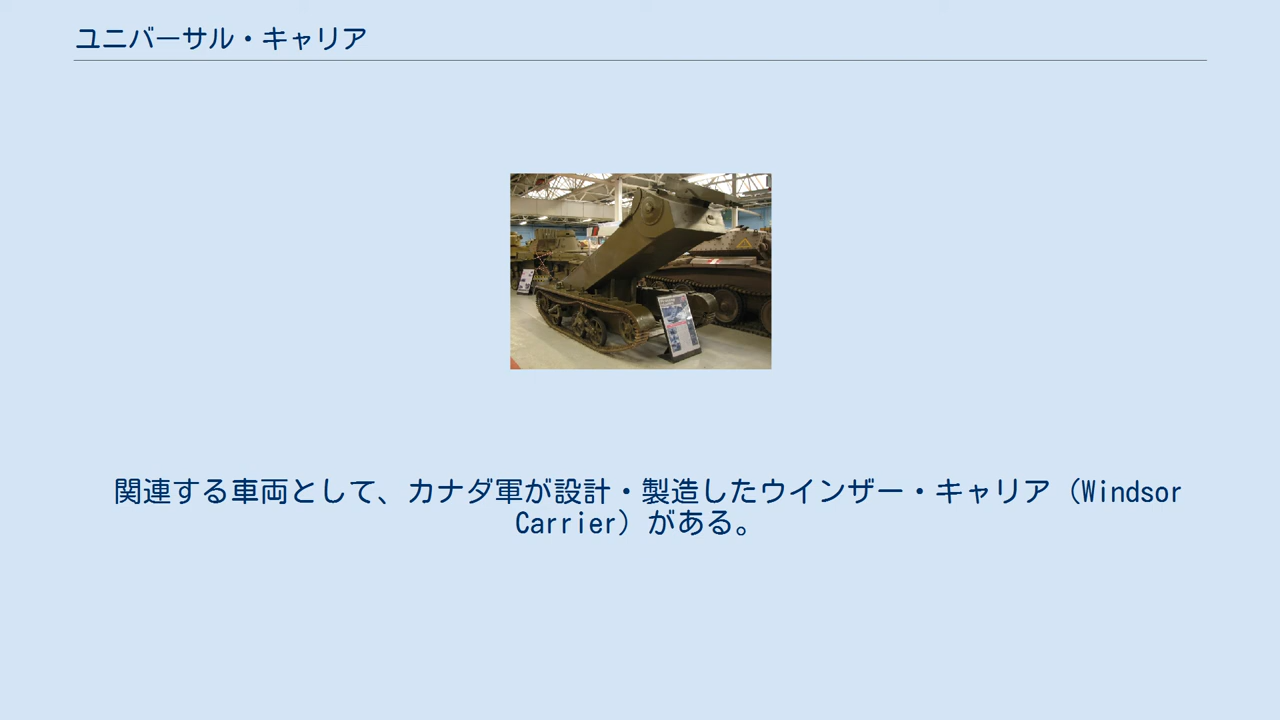 ユニバーサル・キャリア
関連する車両として、カナダ軍が設計・製造したウインザー・キャリア（Windsor
Carrier）がある。